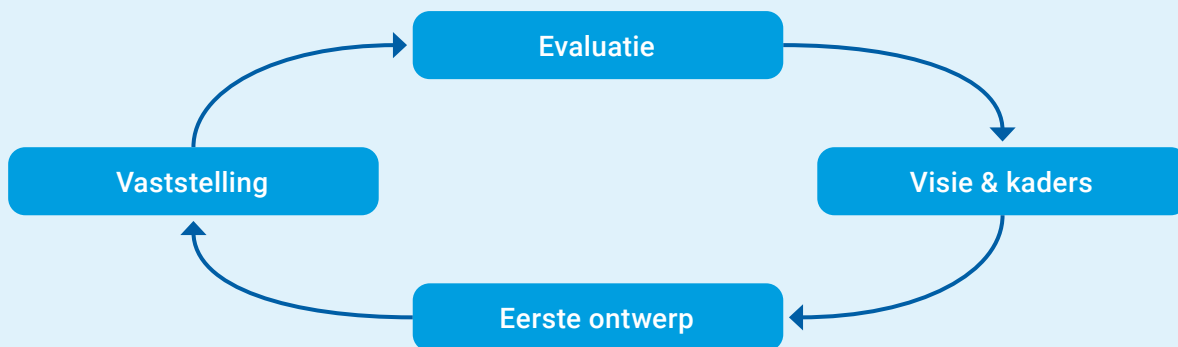 Evaluatie
Vaststelling
Visie & kaders
Eerste ontwerp